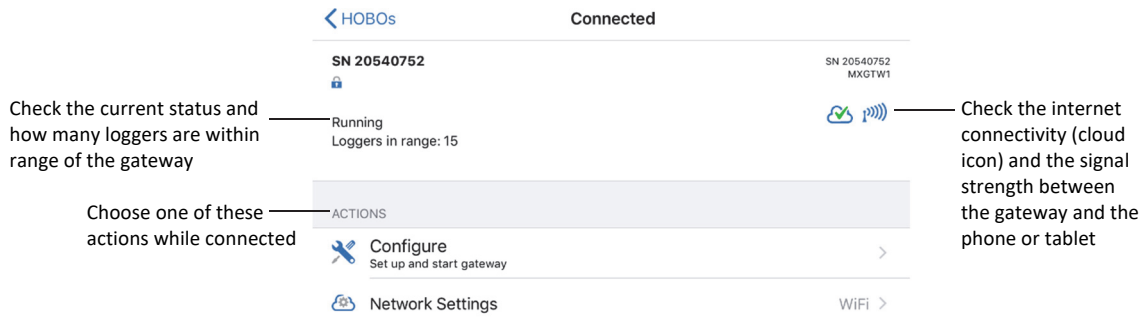 HOBOs
Connected
SN 20540752
SN 20540752
MXGTW1
Check the current status and
how many loggers are within
range of the gateway
Running
Loggers in range: 15
Check the internet
connectivity (cloud
icon) and the signal
strength between
the gateway and the
phone or tablet
Choose one of these
actions while connected
ACTIONS
Configure
Set up and start gateway
Network Settings
WiFi